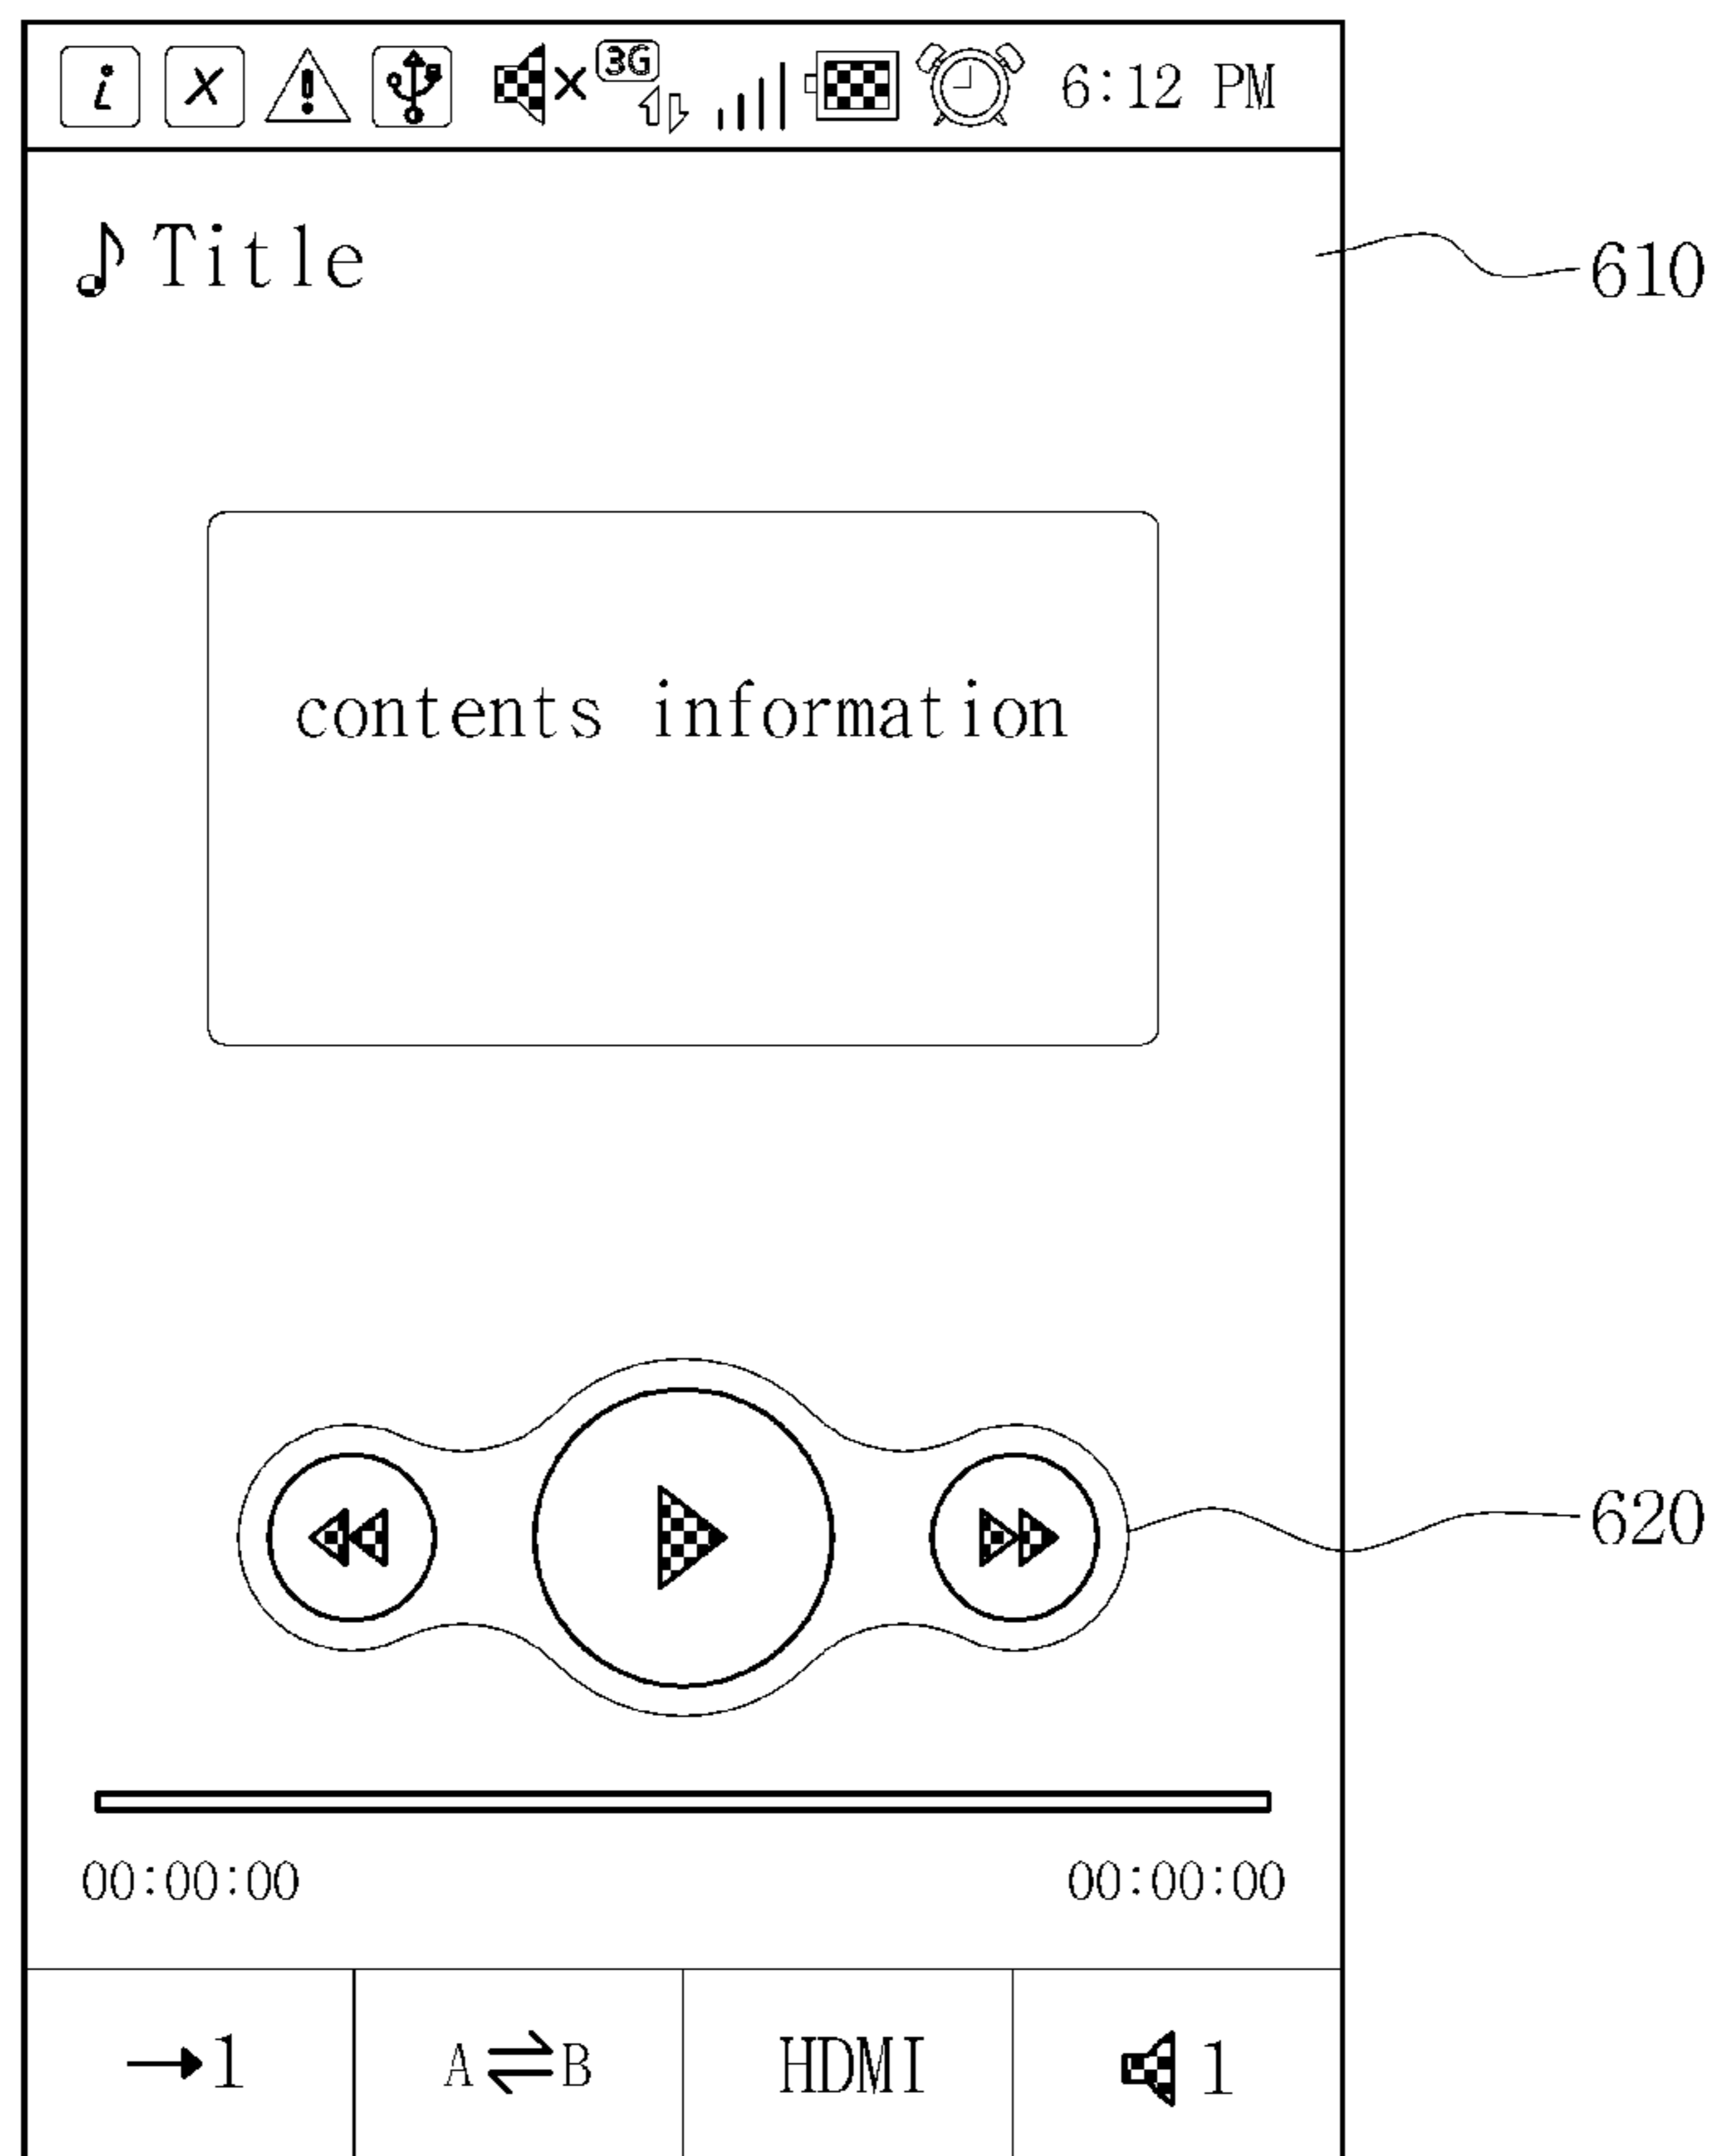 i X ! X 3G 6:12 PM
Title
610
contents information
620
00:00:00 00:00:00
1 A B HDMI 1